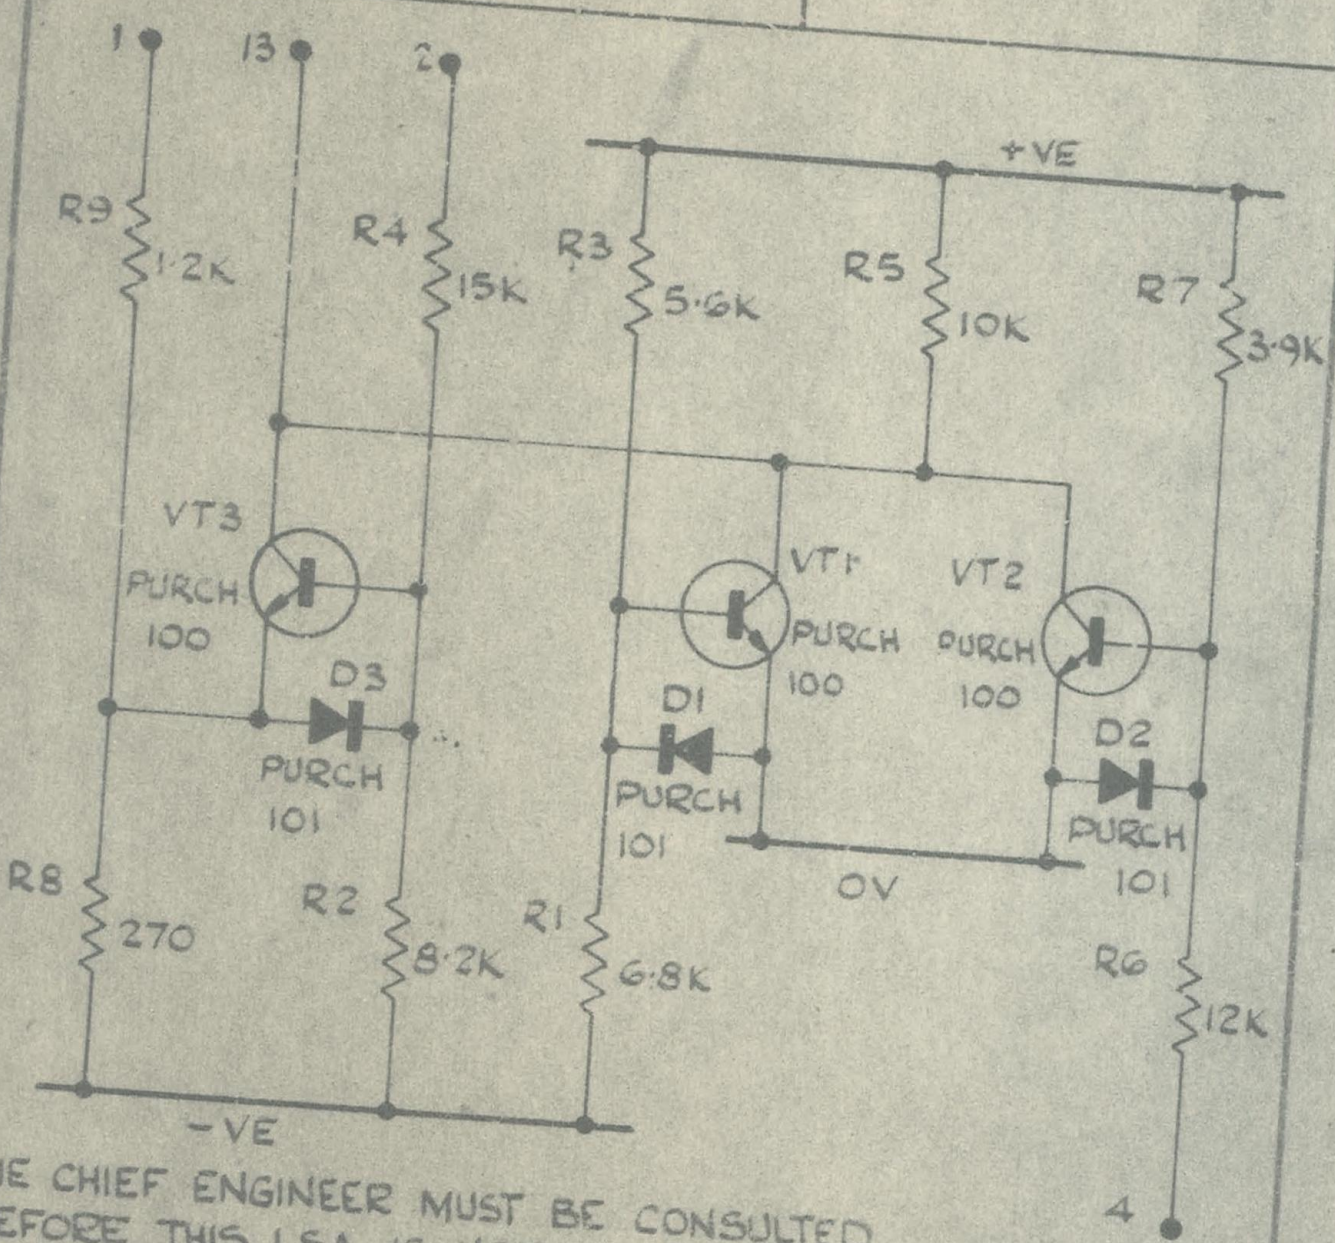 1
13
2
+VE
R9
1·2K
R4
15K
R3
5·6K
R5
10K
R7
3·9K
VT3
PURCH
100
VT1
PURCH
100
VT2
PURCH
100
D3
PURCH
101
D1
PURCH
101
D2
PURCH
101
0V
R8
270
R2
8·2K
R1
6·8K
R6
12K
-VE
4
CHIEF ENGINEER MUST BE CONSULTED
THIS